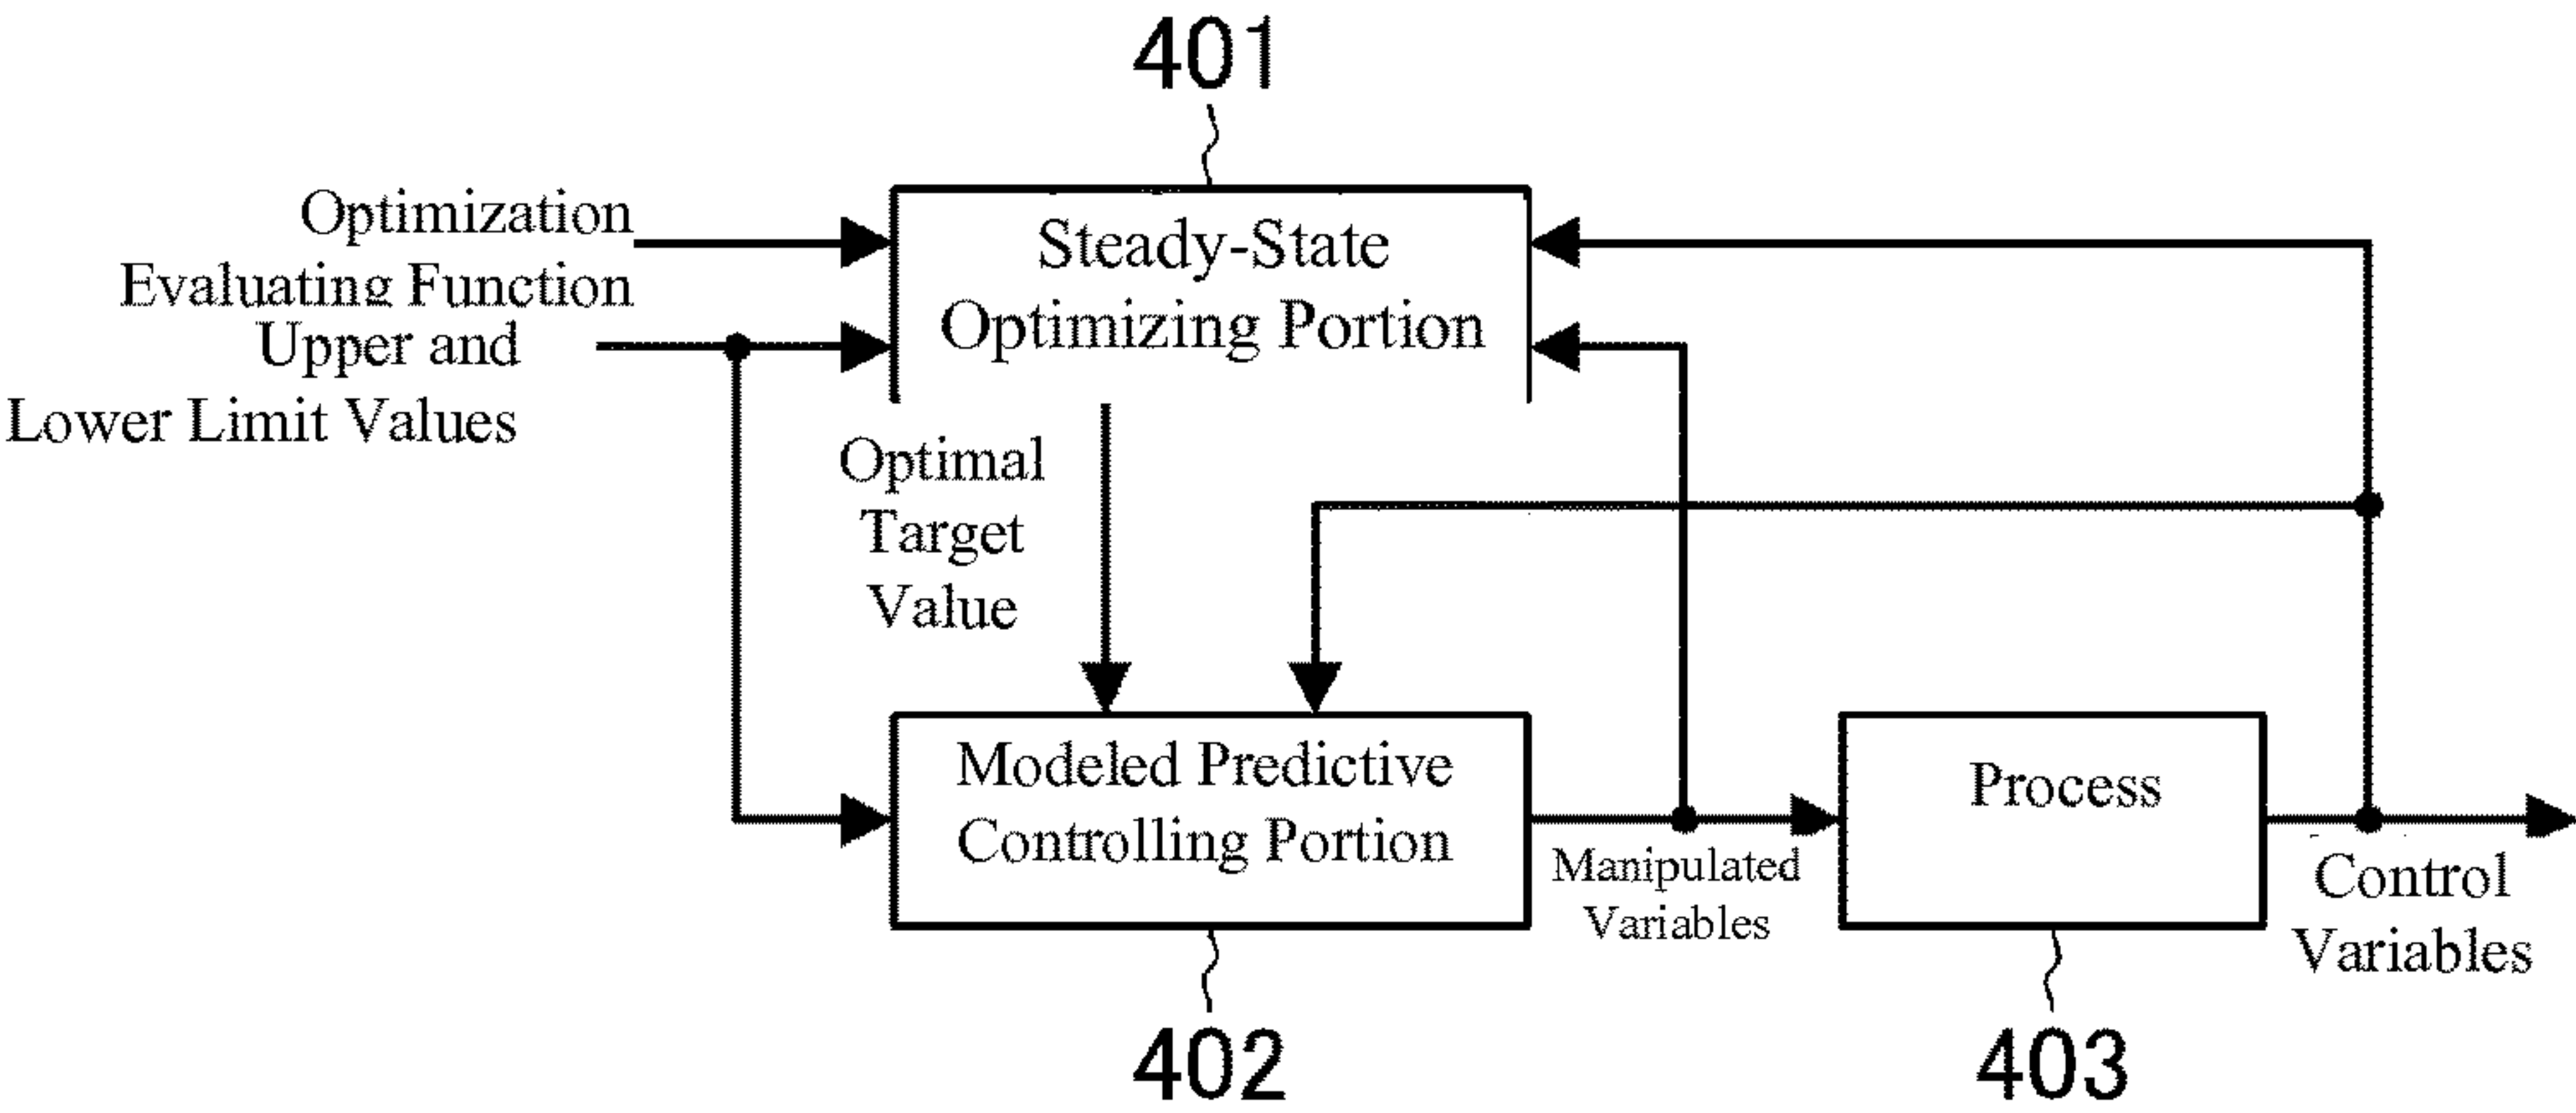 401
Optimization
Evaluating Function
Upper and
Lower Limit Values
Steady-State
Optimizing Portion
Optimal
Target
Value
Modeled Predictive
Controlling Portion
Manipulated
Variables
Process
Control
Variables
402
403